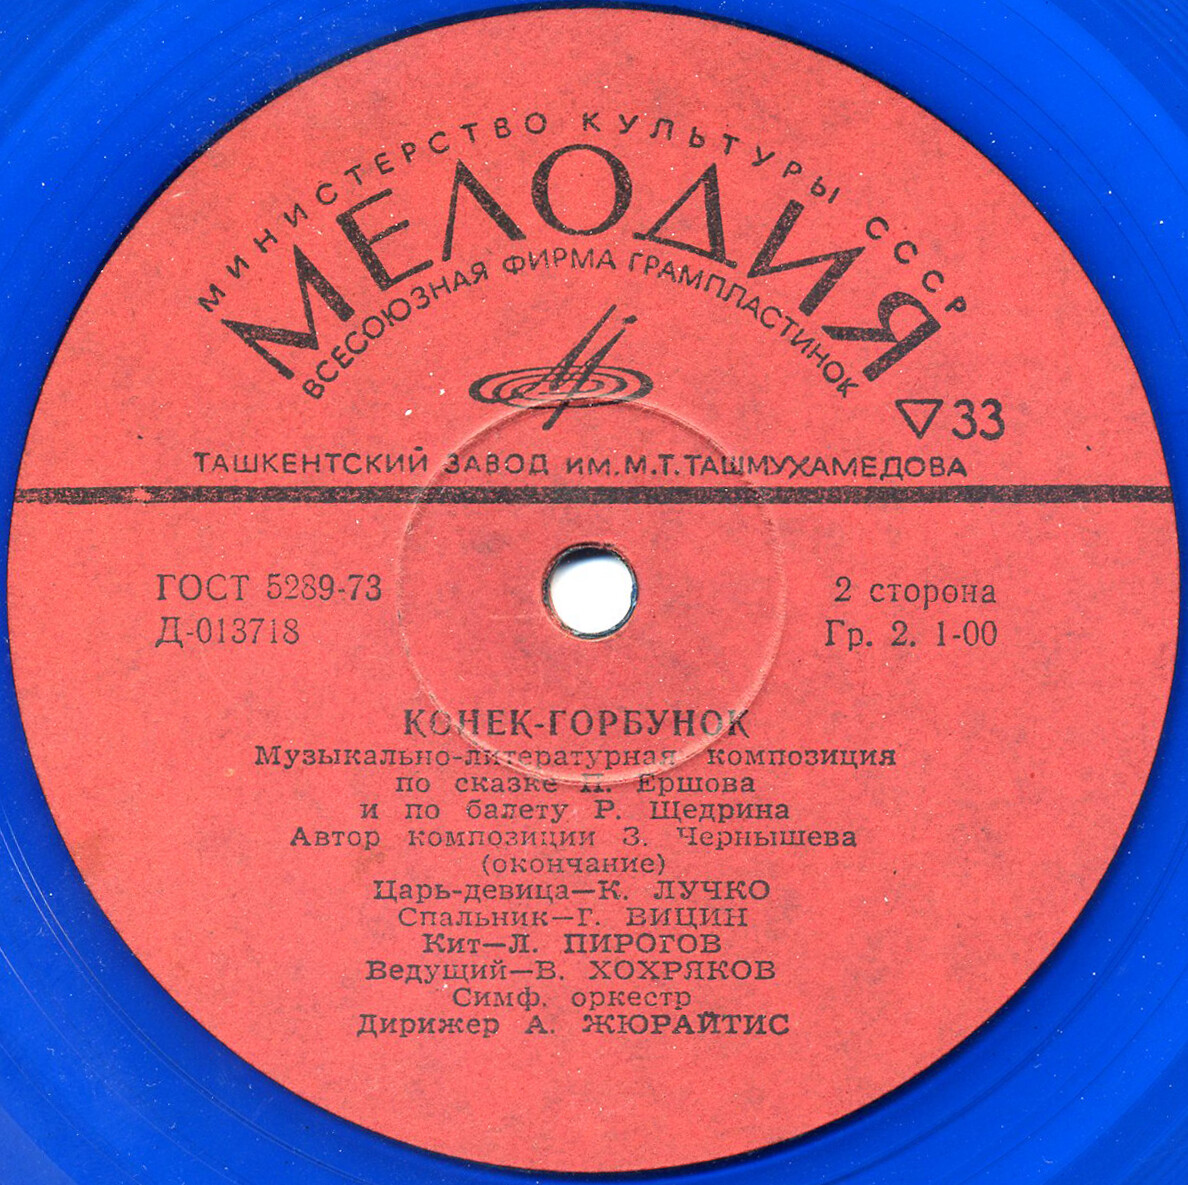 МИНИСТЕРСТВО КУЛЬТУРЫ СССР
МЕЛОДИЯ
ВСЕСОЮЗНАЯ ФИРМА ГРАМПЛАСТИНОК
▽33
ТАШКЕНТСКИЙ ЗАВОД ИМ. М.Т. ТАШМУХАМЕДОВА
ГОСТ 5289-73
2 сторона
Д-013718
Гр. 2. 1-00
КОНЕК-ГОРБУНОК
Музыкально-литературная композиция
по сказке П. Ершова
и по балету Р. Щедрина
Автор композиции З. Чернышева
(окончание)
Царь-девица—К. ЛУЧКО
Спальник—Г. ВИЦИН
Кит—Л. ПИРОГОВ
Ведущий—В. ХОХРЯКОВ
Симф. оркестр
Дирижер А. ЖЮРАЙТИС